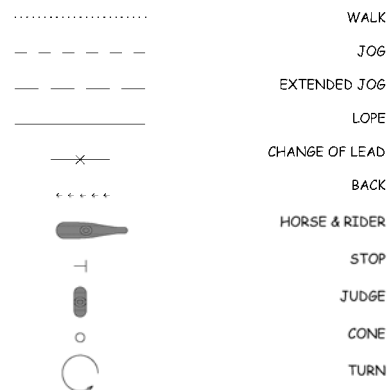 WALK
JOG
EXTENDED JOG
LOPE
CHANGE OF LEAD
BACK
HORSE & RIDER
STOP
JUDGE
CONE
TURN